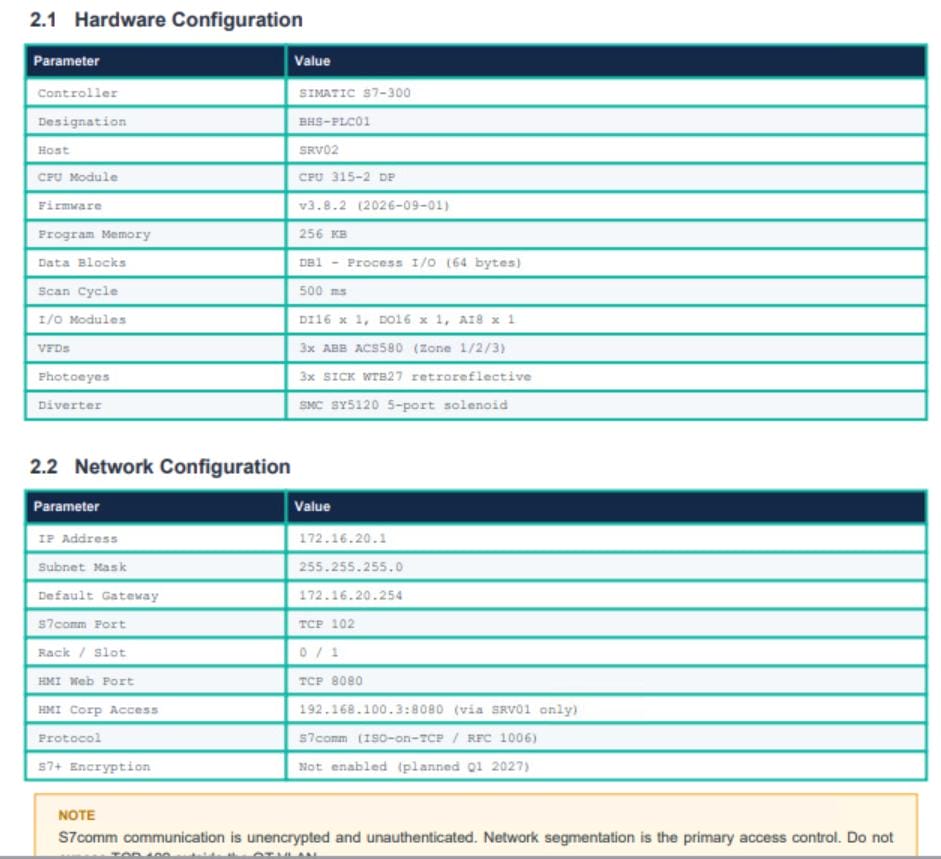 2.1 Hardware Configuration
Parameter Value
Controller SIMATIC S7-300
Designation BHS-PLC01
Host SRV02
CPU Module CPU 315-2 DP
Firmware v3.8.2 (2026-09-01)
Program Memory 256 KB
Data Blocks DB1 - Process I/O (64 bytes)
Scan Cycle 500 ms
I/O Modules DI16 x 1, DO16 x 1, AI8 x 1
VFDs 3x ABB ACS580 (Zone 1/2/3)
Photoeyes 3x SICK WTB27 retroreflective
Diverter SMC SY5120 5-port solenoid
2.2 Network Configuration
Parameter Value
IP Address 172.16.20.1
Subnet Mask 255.255.255.0
Default Gateway 172.16.20.254
S7comm Port TCP 102
Rack / Slot 0 / 1
HMI Web Port TCP 8080
HMI Corp Access 192.168.100.3:8080 (via SRV01 only)
Protocol S7comm (ISO-on-TCP / RFC 1006)
S7+ Encryption Not enabled (planned Q1 2027)
NOTE
S7comm communication is unencrypted and unauthenticated. Network segmentation is the primary access control. Do not
expose TCP 102 outside the OT VLAN